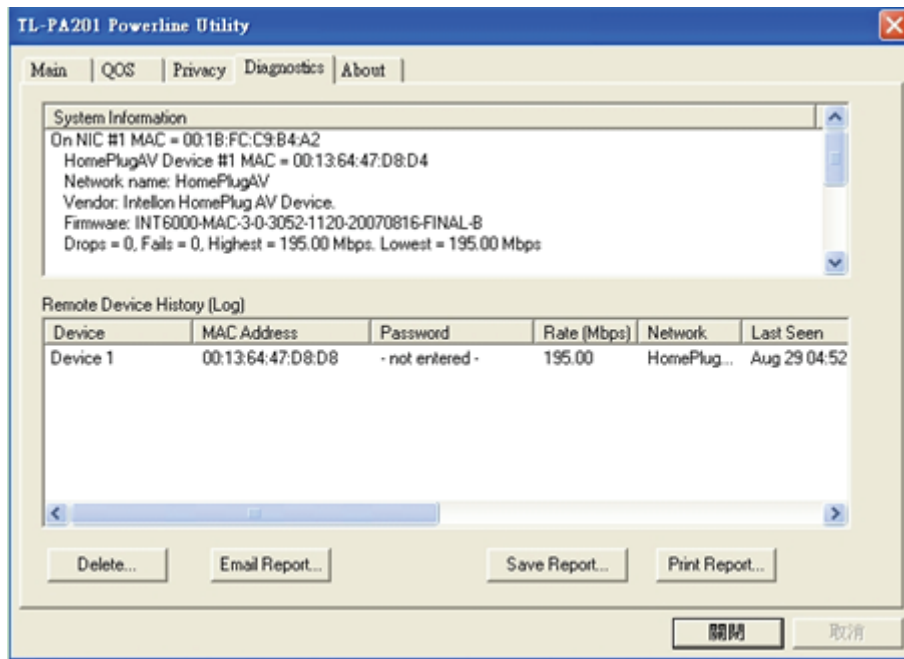 TL-PA201 Powerline Utility
Main QOS Privacy Diagnostics About
System Information
On NIC #1 MAC = 00:1B:FC:C9:B4:A2
HomePlugAV Device #1 MAC = 00:13:64:47:D8:D4
Network name: HomePlugAV
Vendor: Intellon HomePlug AV Device.
Firmware: INT6000-MAC-3-0-3052-1120-20070816-FINAL-B
Drops = 0, Fails = 0, Highest = 195.00 Mbps. Lowest = 195.00 Mbps
Remote Device History (Log)
Device MAC Address Password Rate (Mbps) Network Last Seen
Device 1 00:13:64:47:D8:D8 - not entered - 195.00 HomePlug... Aug 29 04:52
Delete... Email Report... Save Report... Print Report...
關閉 取消